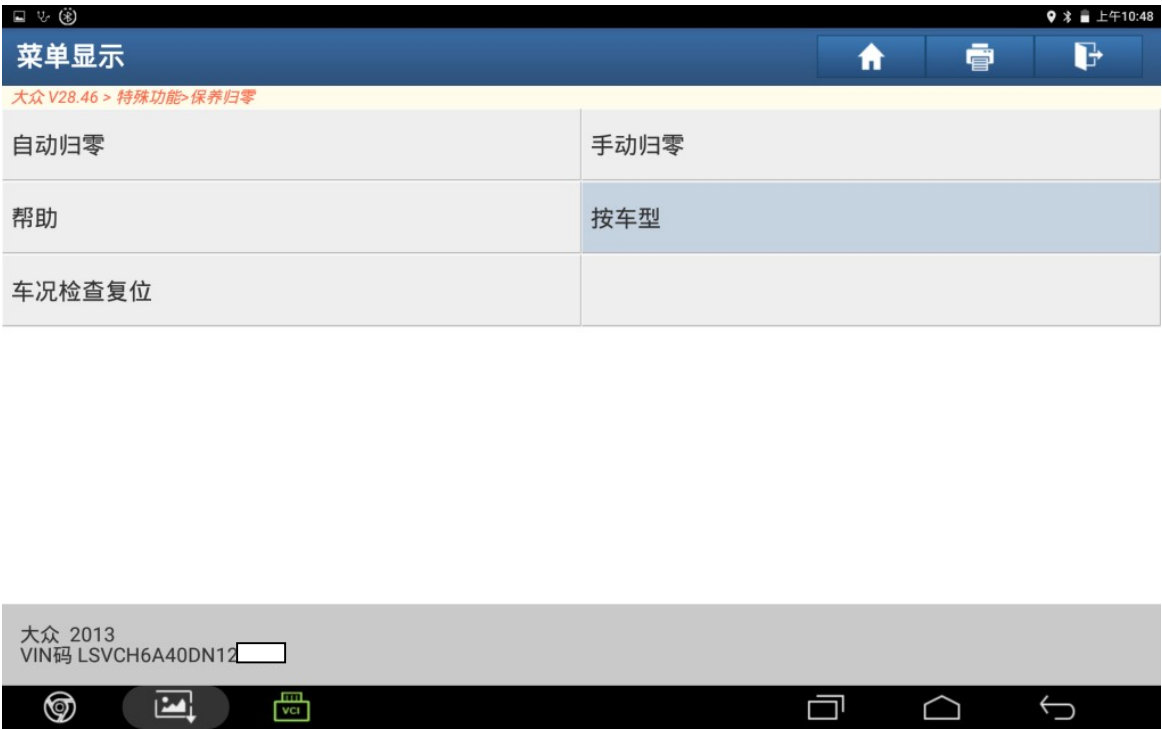 上午10:48
菜单显示
大众 V28.46 > 特殊功能>保养归零
自动归零
手动归零
帮助
按车型
车况检查复位
大众 2013
VIN码 LSVCH6A40DN12
VCI